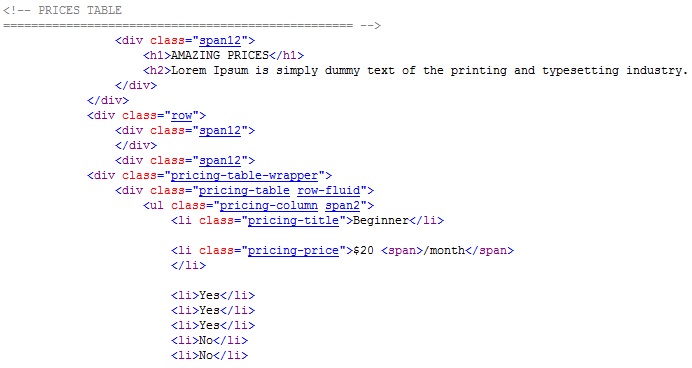 <!-- PRICES TABLE
================================================== -->
<div class="span12">
<h1>AMAZING PRICES</h1>
<h2>Lorem Ipsum is simply dummy text of the printing and typesetting industry.
</div>
</div>
<div class="row">
<div class="span12">
</div>
<div class="span12">
<div class="pricing-table-wrapper">
<div class="pricing-table row-fluid">
<ul class="pricing-column span2">
<li class="pricing-title">Beginner</li>
<li class="pricing-price">$20 <span>/month</span>
</li>
<li>Yes</li>
<li>Yes</li>
<li>Yes</li>
<li>No</li>
<li>No</li>